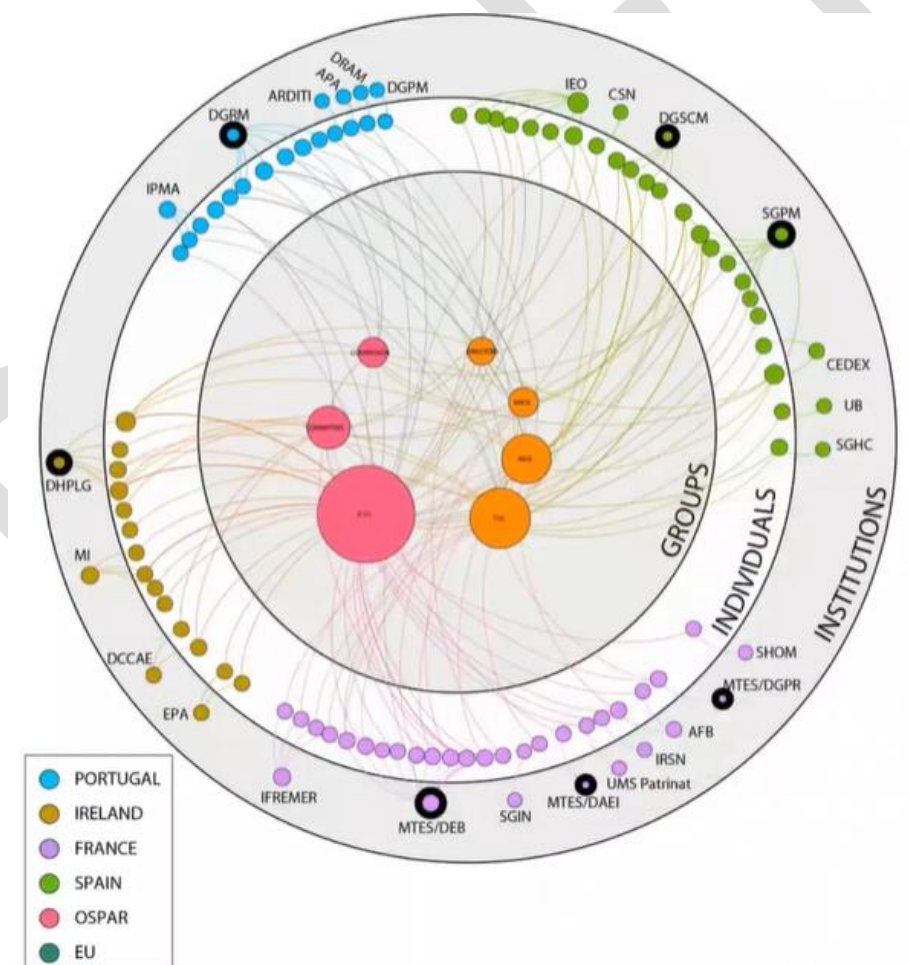 DRAM
APA
ARDITI
DGPM
DGRM
IPMA
IEO
CSN
DGSCM
SGPM
CEDEX
UB
SGHC
DHPLG
MI
DCCAE
EPA
GROUPS
INDIVIDUALS
INSTITUTIONS
SHOM
MTES/DGPR
AFB
IRSN
UMS Patrinat
MTES/DAEI
SGIN
MTES/DEB
IFREMER
PORTUGAL
IRELAND
FRANCE
SPAIN
OSPAR
EU